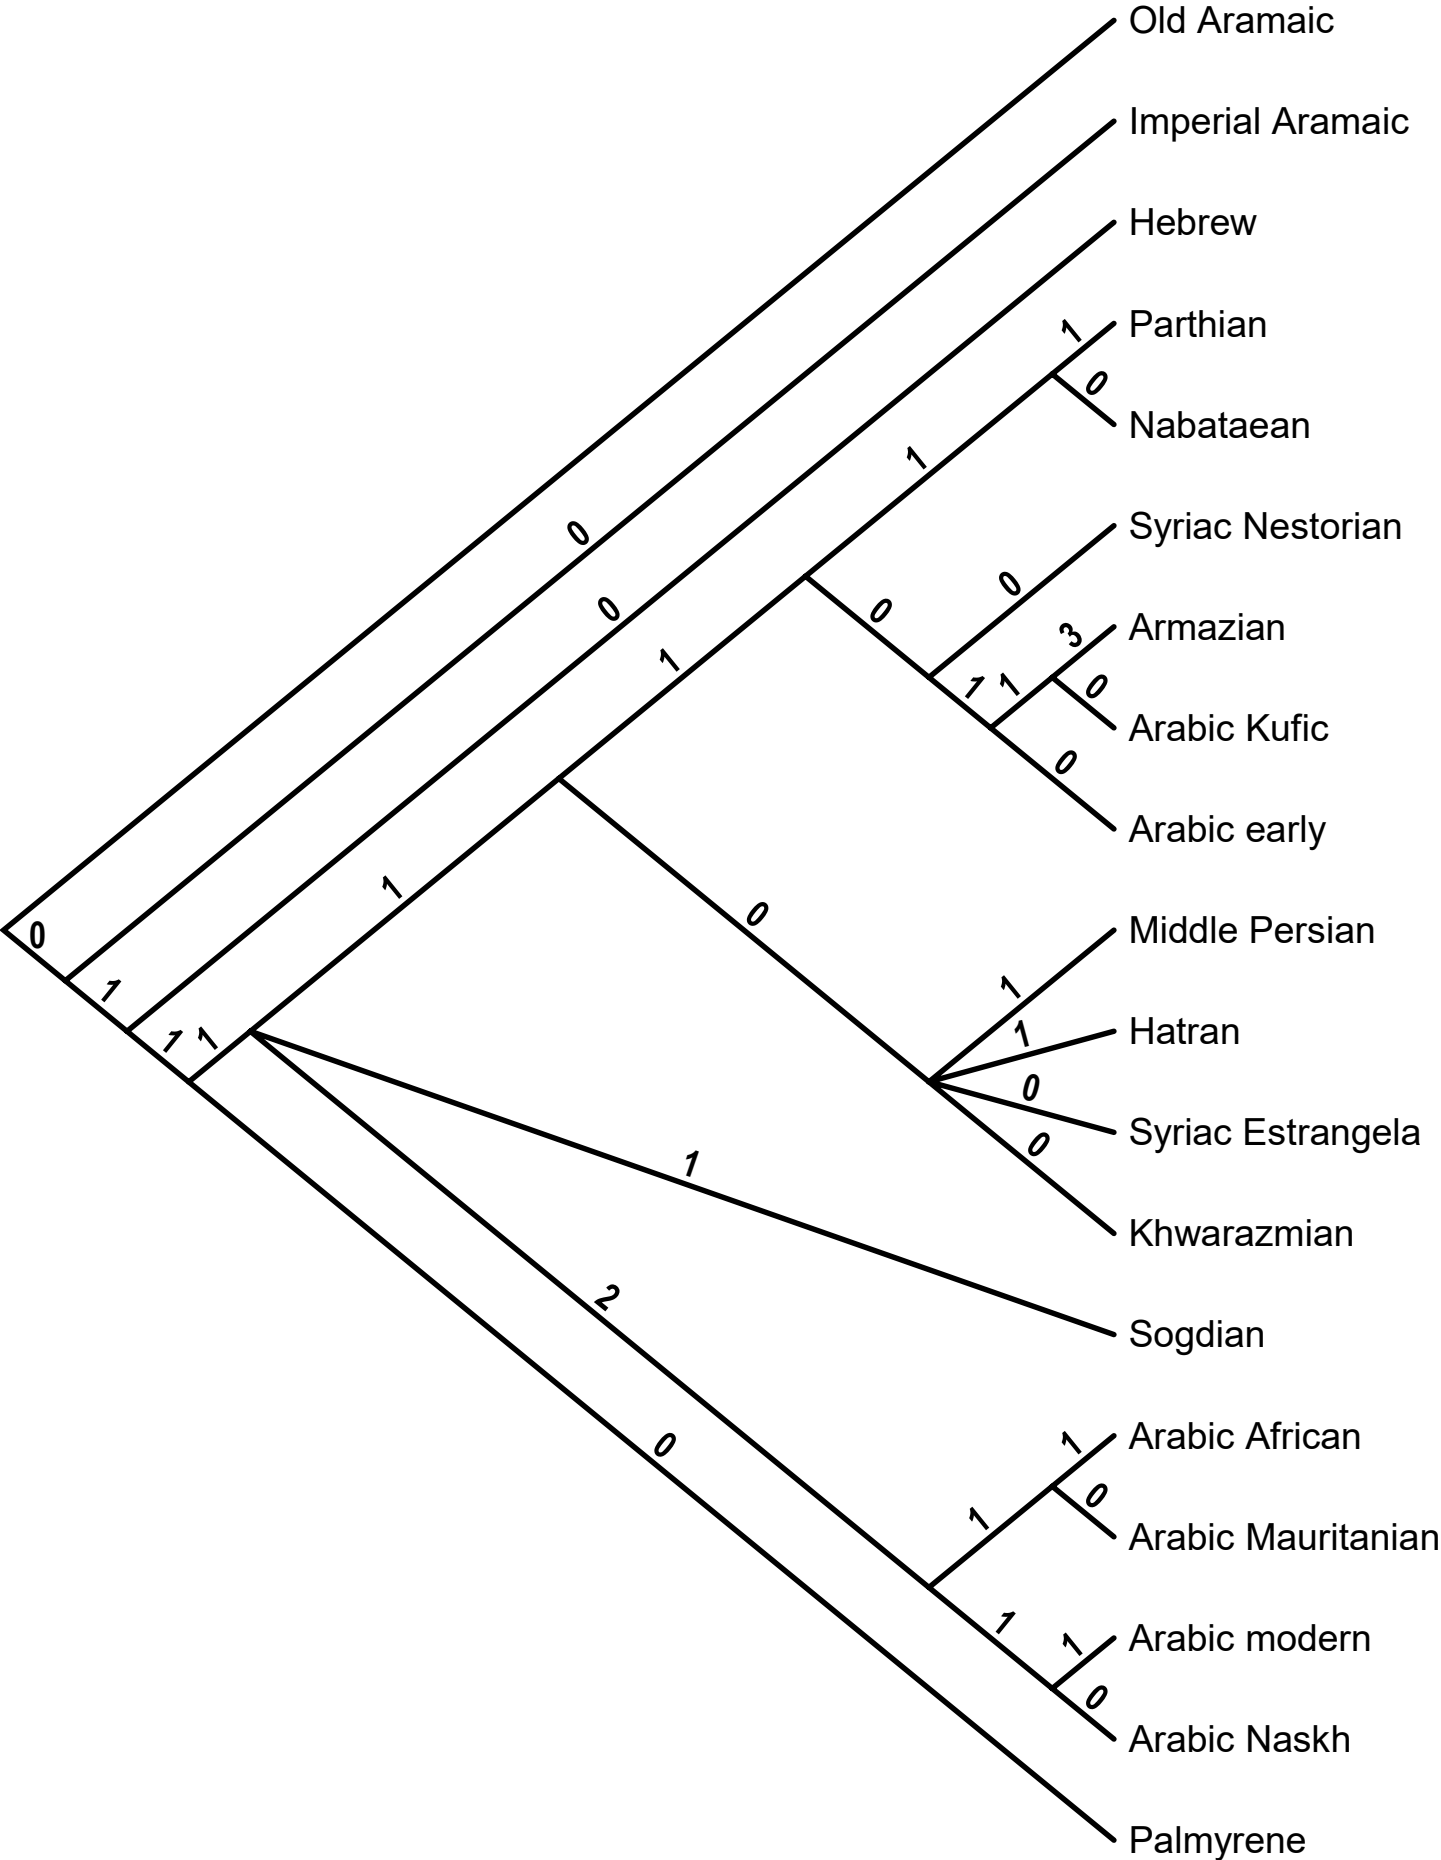 Old Aramaic
Imperial Aramaic
Hebrew
1 Parthian
0
Nabataean
1
Syriac Nestorian
0
0
0
0
3 Armazian
1
1 1 0
Arabic Kufic
0
Arabic early
1
0
0
Middle Persian
1
1
1 Hatran
1 1
0
Syriac Estrangela
0
1
Khwarazmian
2
Sogdian
1 Arabic African
0
0
1
Arabic Mauritanian
1
1 Arabic modern
0
Arabic Naskh
Palmyrene